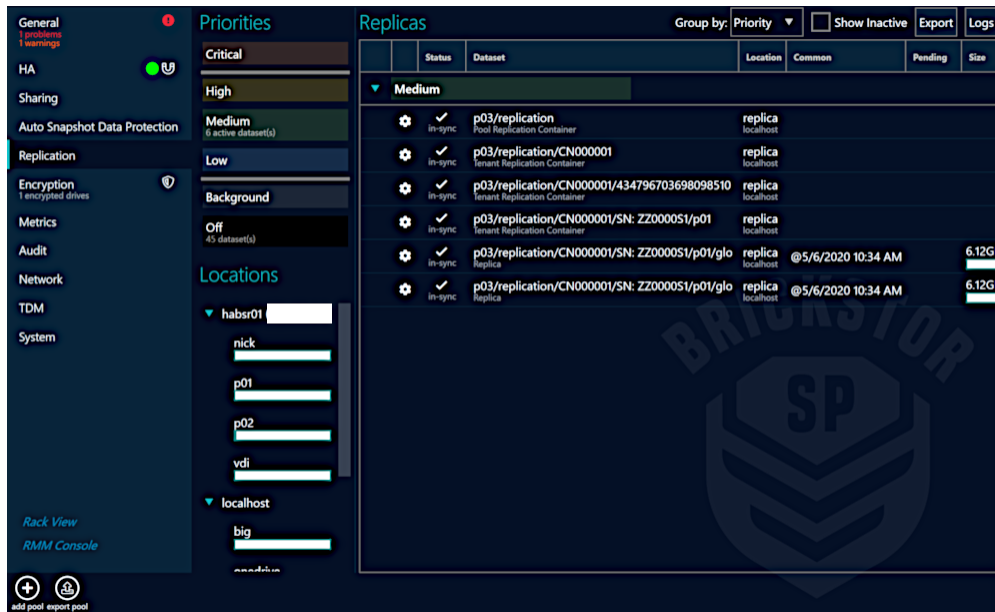 General
1 problems
1 warnings
HA
Sharing
Auto Snapshot Data Protection
Replication
Encryption
1 encrypted drives
Metrics
Audit
Network
TDM
System
Rack View
RMM Console
add pool export pool
Priorities
Critical
High
Medium
6 active dataset(s)
Low
Background
Off
45 dataset(s)
Locations
habsr01 (
nick
p01
p02
vdi
localhost
big
onedrive
Replicas
Group by: Priority Show Inactive Export Logs
Status Dataset Location Common Pending Size
Medium
p03/replication replica
in-sync Pool Replication Container localhost
p03/replication/CN000001 replica
in-sync Tenant Replication Container localhost
p03/replication/CN000001/434796703698098510 replica
in-sync Tenant Replication Container localhost
p03/replication/CN000001/SN: ZZ0000S1/p01 replica
in-sync Tenant Replication Container localhost
p03/replication/CN000001/SN: ZZ0000S1/p01/glo replica @5/6/2020 10:34 AM 6.12G
in-sync Replica localhost
p03/replication/CN000001/SN: ZZ0000S1/p01/glo replica @5/6/2020 10:34 AM 6.12G
in-sync Replica localhost
BRICKSTOR
SP